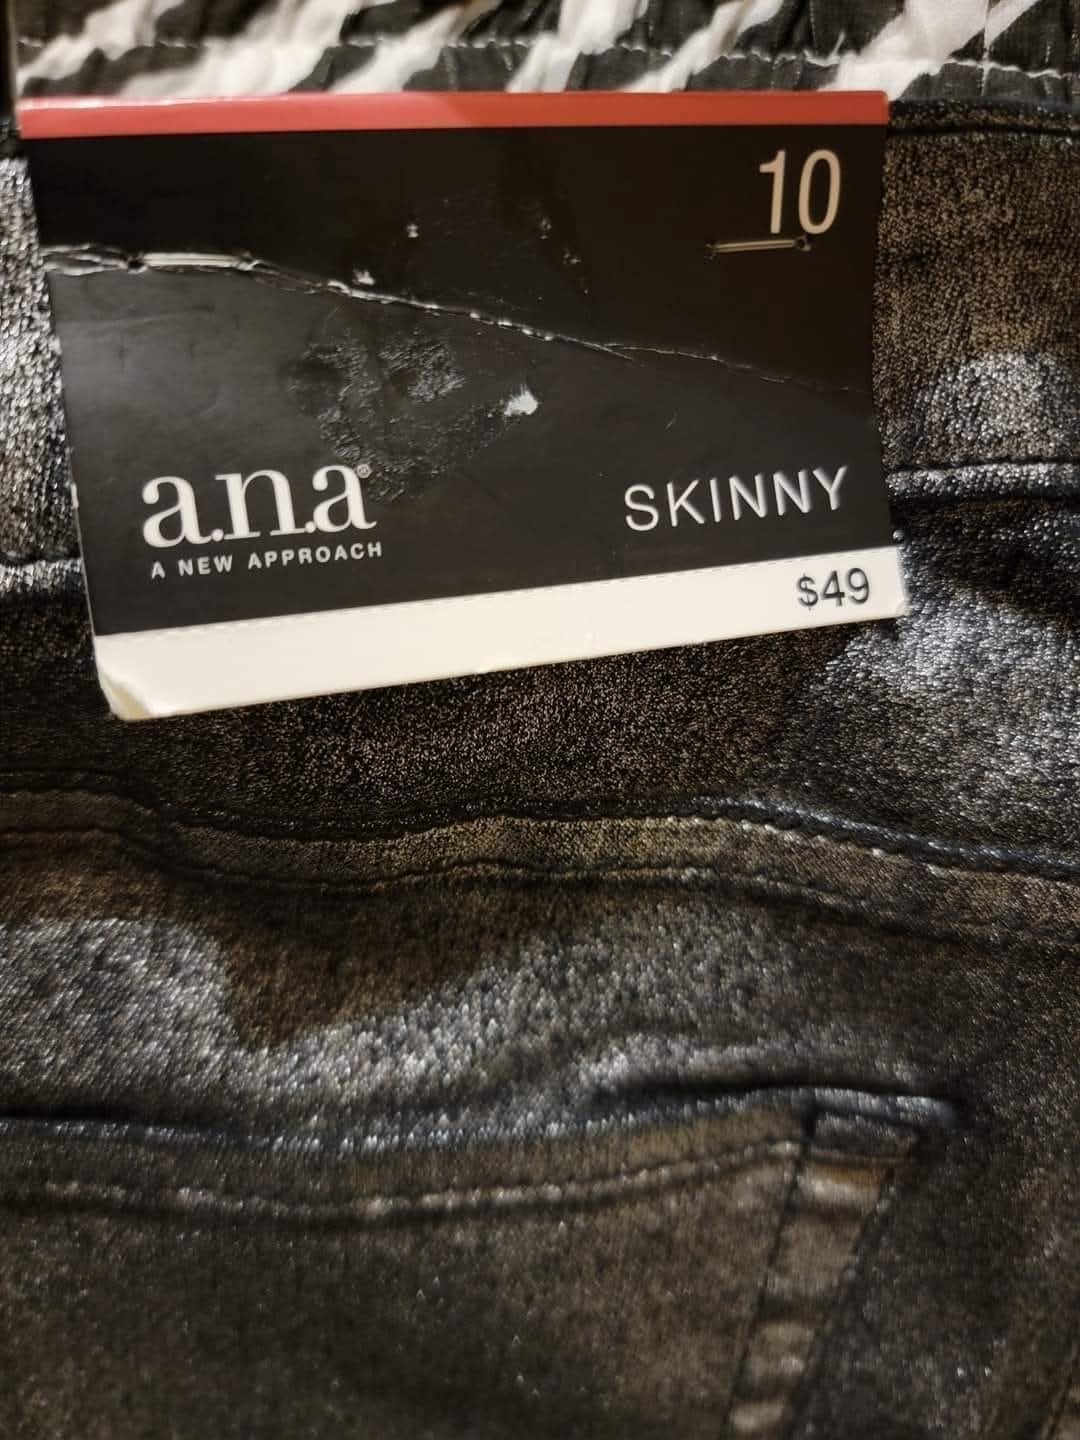 10
a.n.a®
A NEW APPROACH
SKINNY
$49